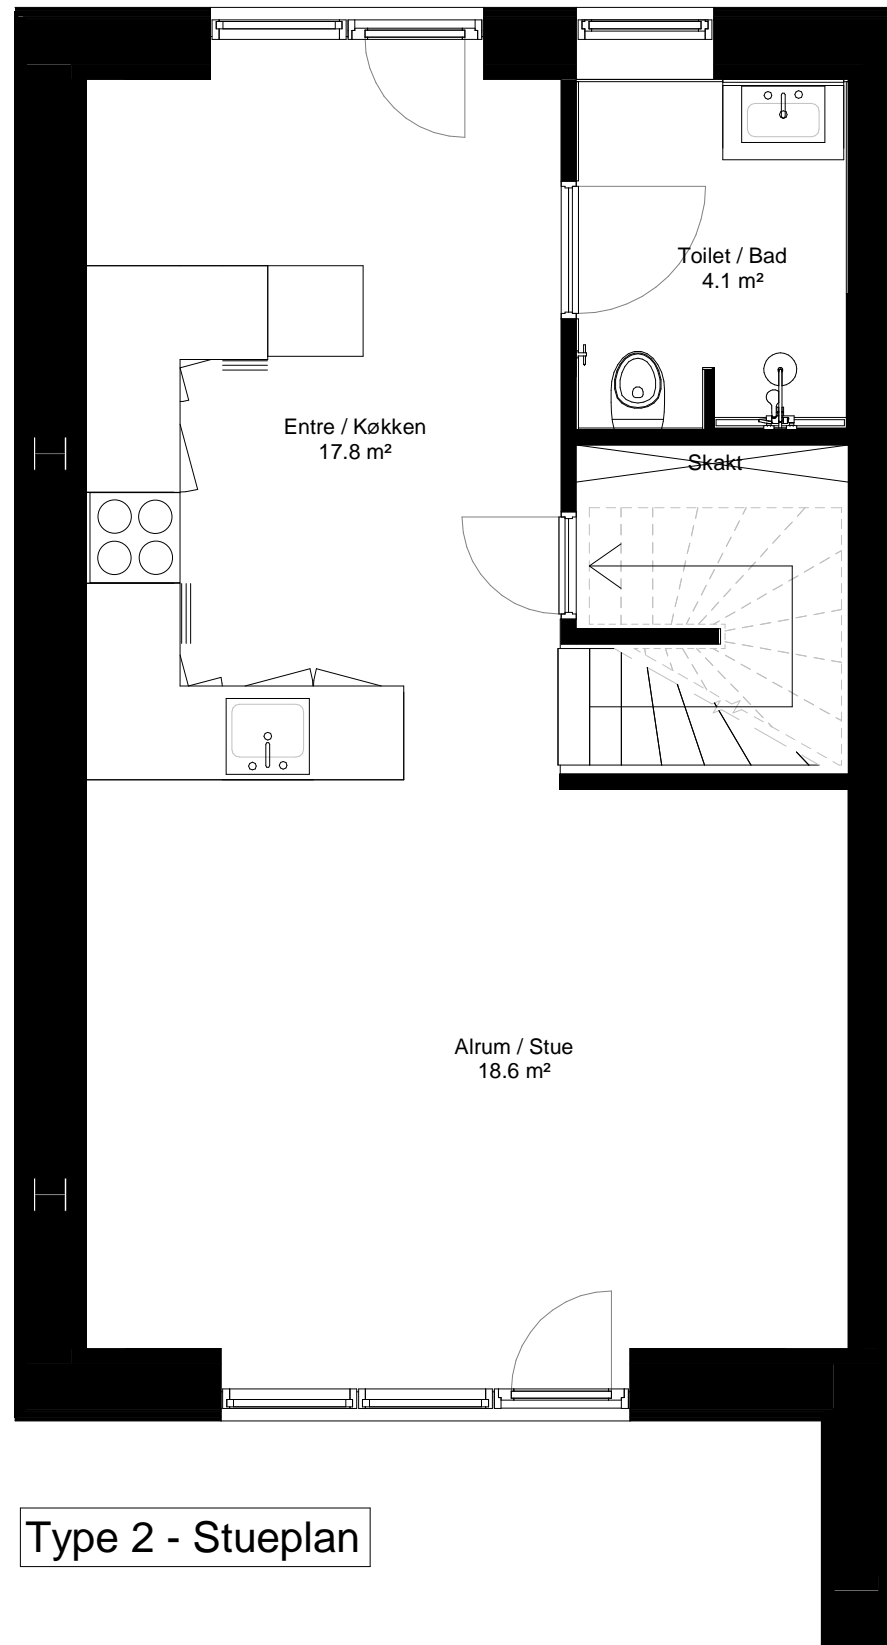 Toilet / Bad
4.1 m²
Entre / Køkken
17.8 m²
Skakt
Alrum / Stue
18.6 m²
Type 2 - Stueplan